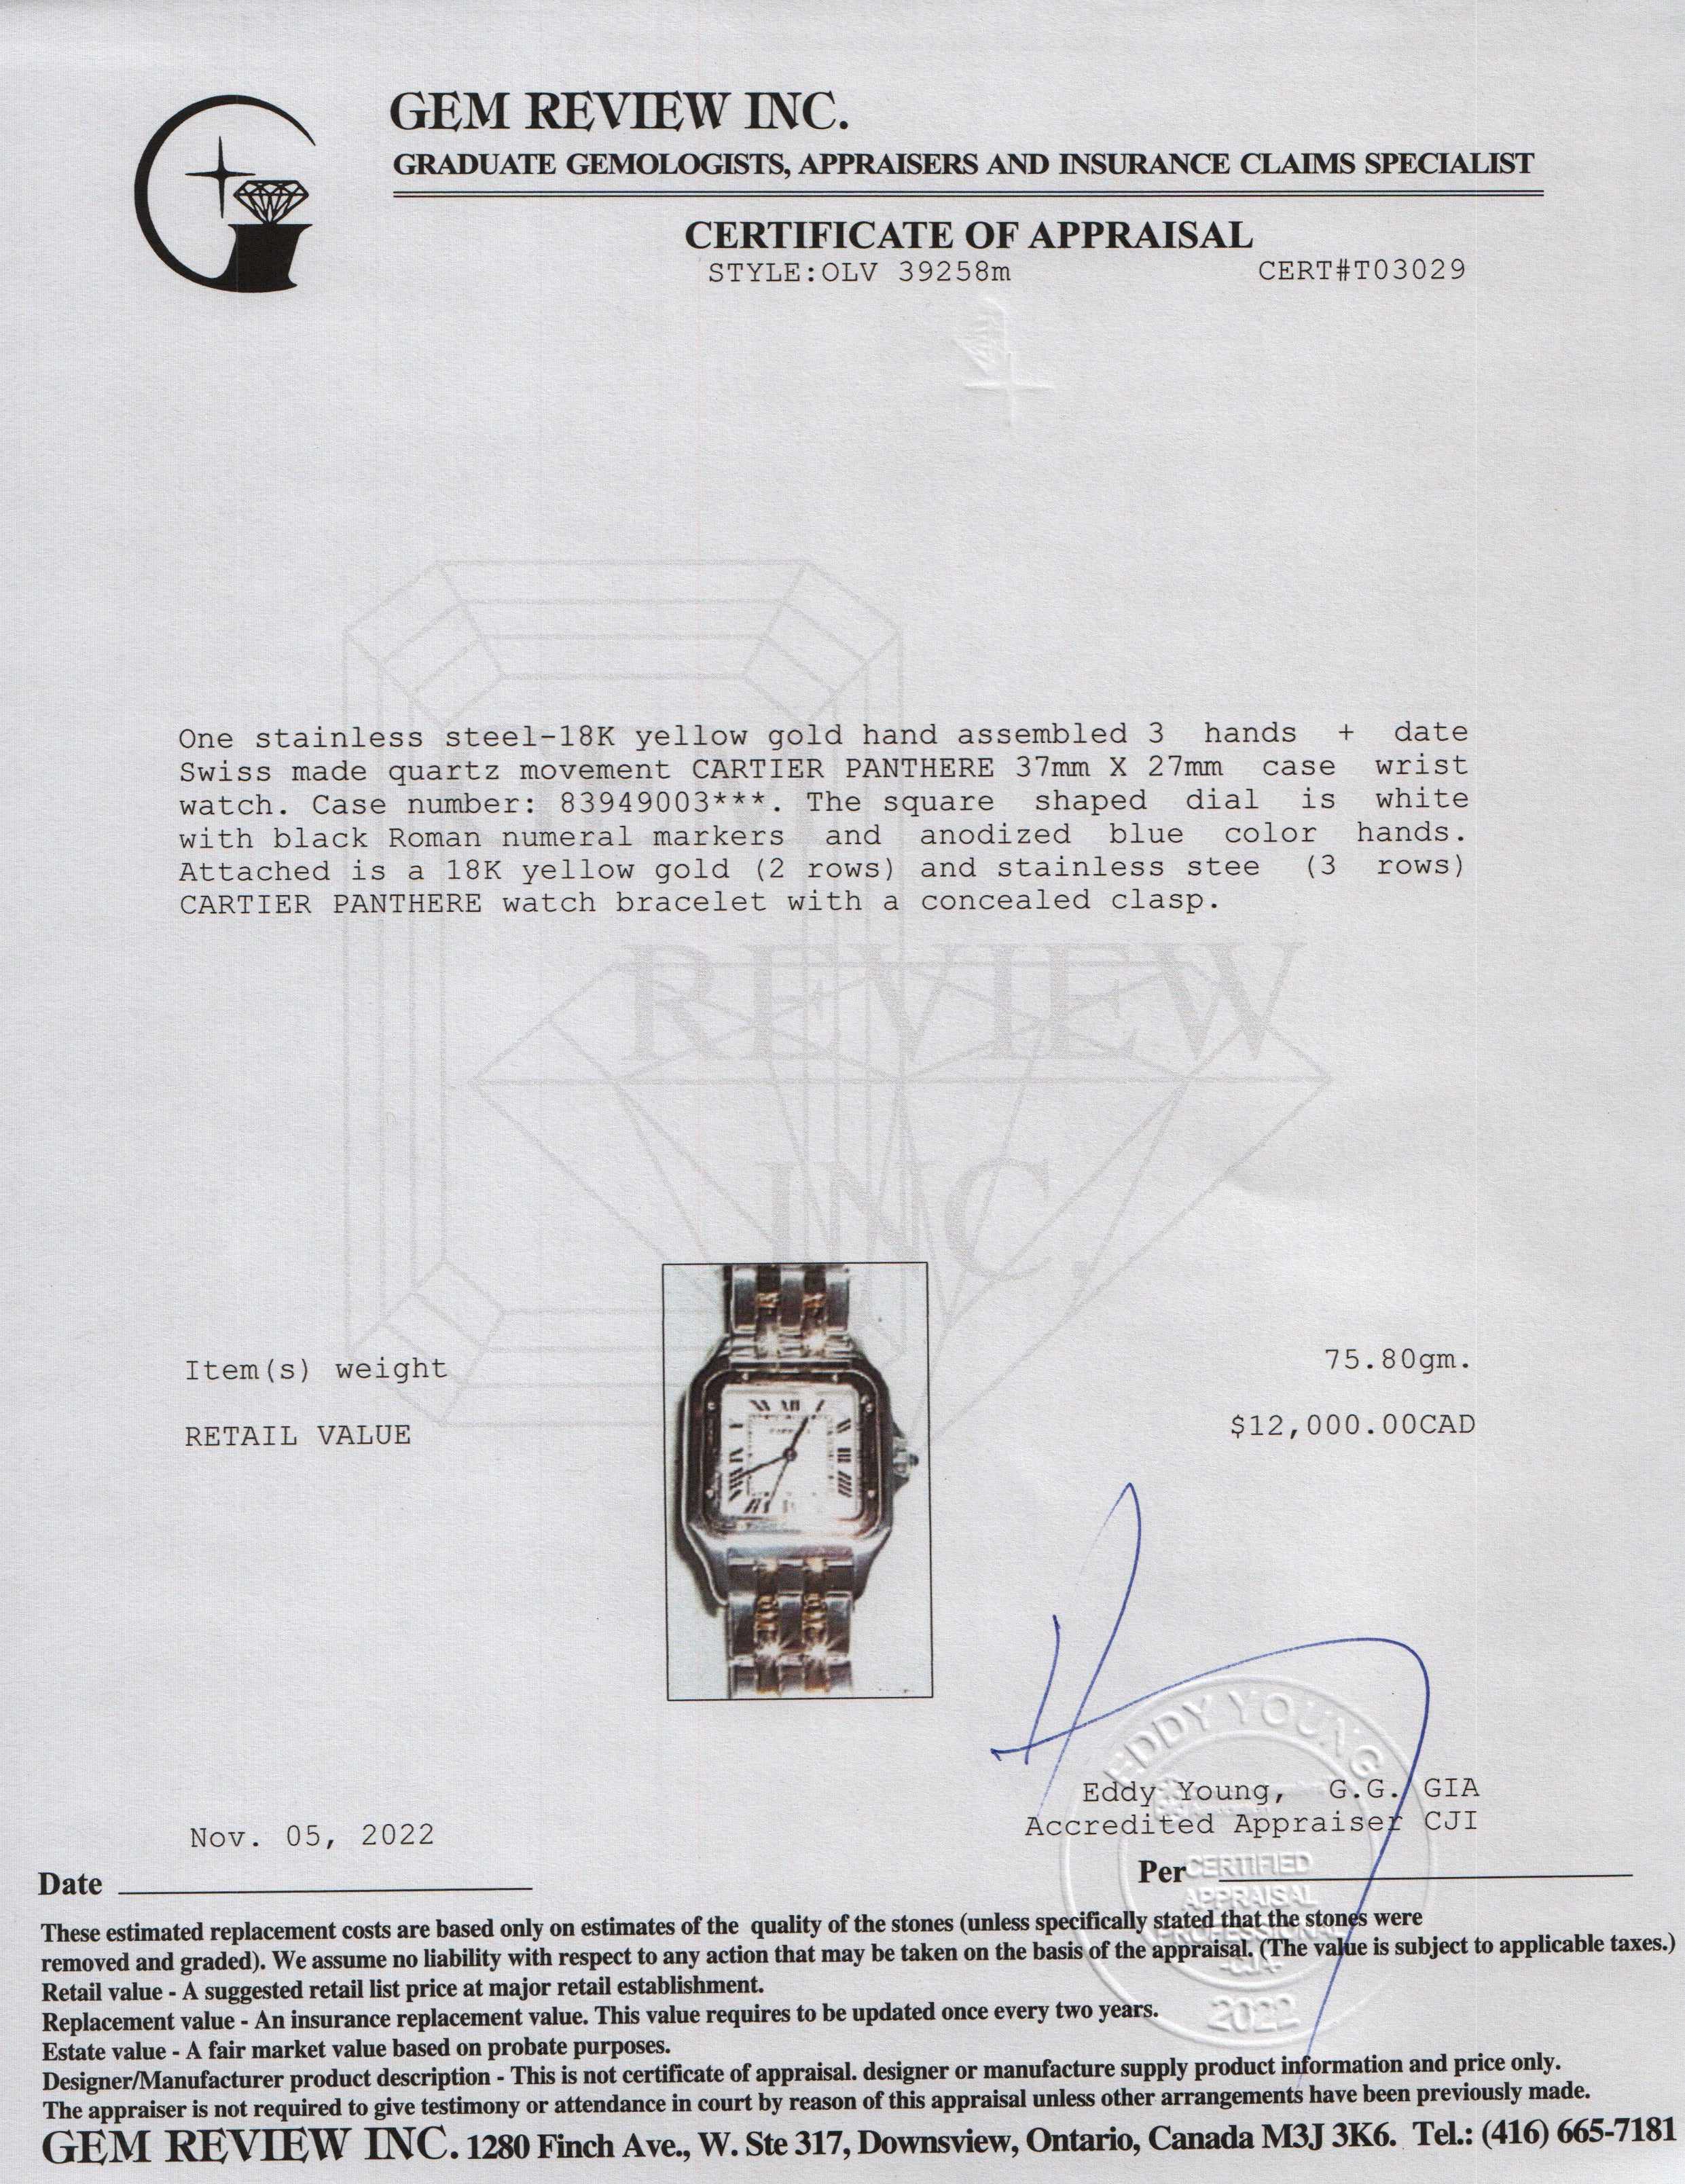 GEM REVIEW INC.
GRADUATE GEMOLOGISTS, APPRAISERS AND INSURANCE CLAIMS SPECIALIST
CERTIFICATE OF APPRAISAL
STYLE:OLV 39258m CERT#T03029
One stainless steel-18K yellow gold hand assembled 3 hands + date
Swiss made quartz movement CARTIER PANTHERE 37mm X 27mm case wrist
watch. Case number: 83949003***. The square shaped dial is white
with black Roman numeral markers and anodized blue color hands.
Attached is a 18K yellow gold (2 rows) and stainless stee (3 rows)
CARTIER PANTHERE watch bracelet with a concealed clasp.
REVIEW
INC.
Item(s) weight 75.80gm.
RETAIL VALUE $12,000.00CAD
EDDY YOUNG
Eddy Young, G.G. GIA
Accredited Appraiser CJI
Nov. 05, 2022
Date
Per
CERTIFIED
APPRAISAL
PROFESSIONAL
-CJA-
2022
These estimated replacement costs are based only on estimates of the quality of the stones (unless specifically stated that the stones were
removed and graded). We assume no liability with respect to any action that may be taken on the basis of the appraisal. (The value is subject to applicable taxes.)
Retail value - A suggested retail list price at major retail establishment.
Replacement value - An insurance replacement value. This value requires to be updated once every two years.
Estate value - A fair market value based on probate purposes.
Designer/Manufacturer product description - This is not certificate of appraisal. designer or manufacture supply product information and price only.
The appraiser is not required to give testimony or attendance in court by reason of this appraisal unless other arrangements have been previously made.
GEM REVIEW INC. 1280 Finch Ave., W. Ste 317, Downsview, Ontario, Canada M3J 3K6. Tel.: (416) 665-7181